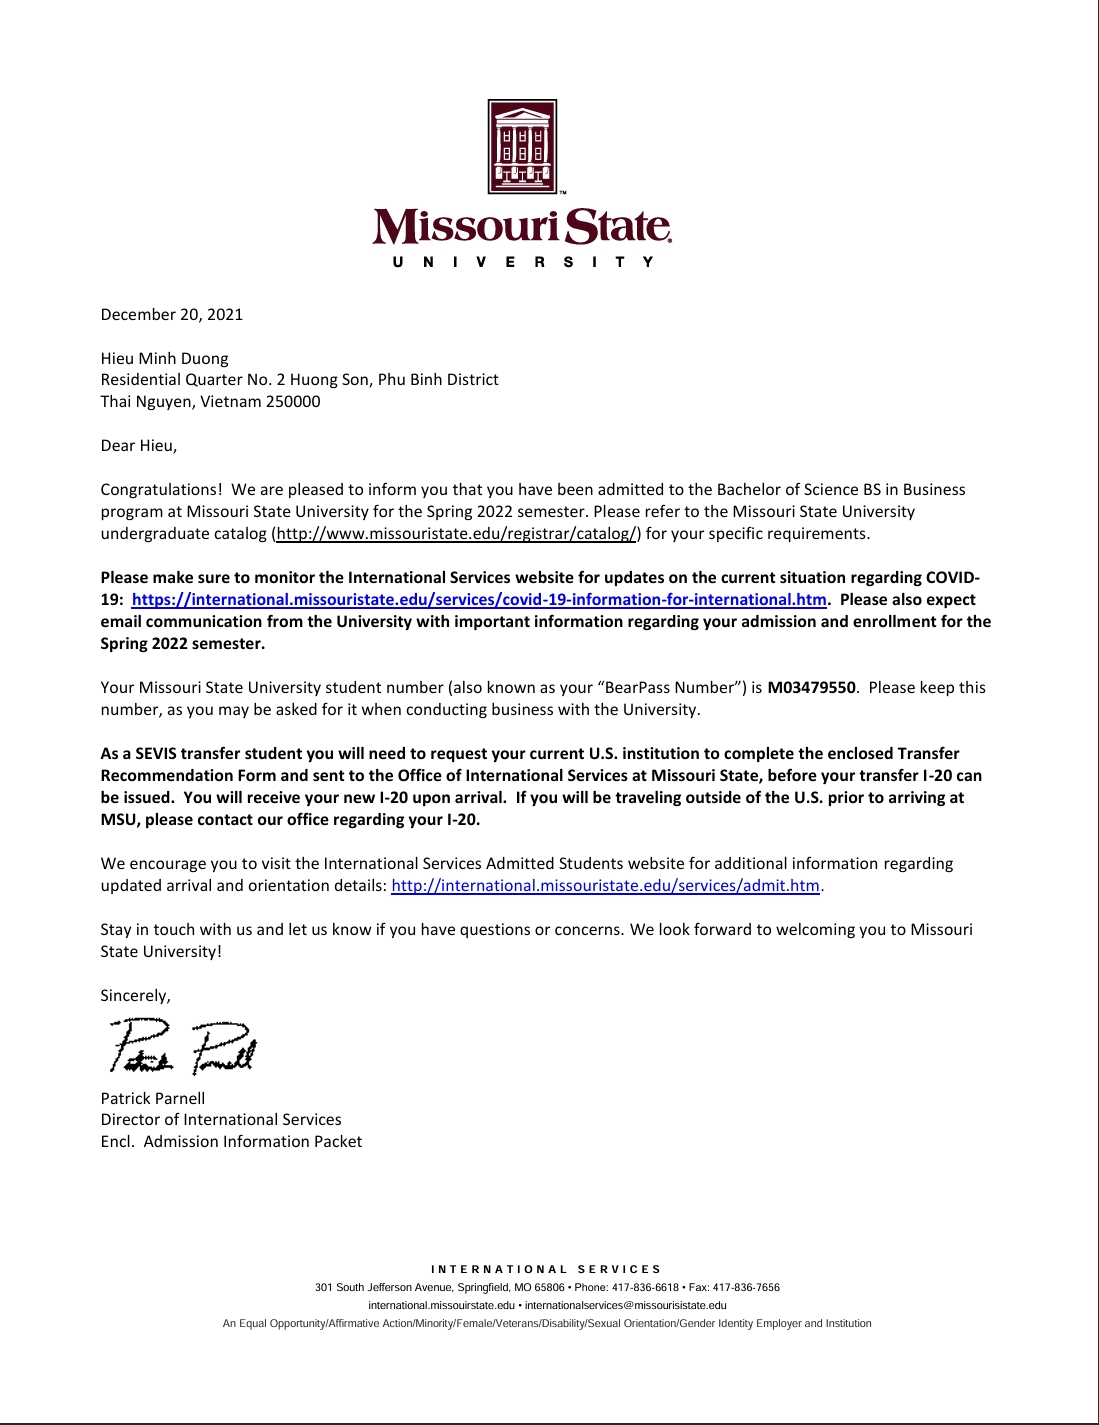 Missouri State
UNIVERSITY
December 20, 2021
Hieu Minh Duong
Residential Quarter No. 2 Huong Son, Phu Binh District
Thai Nguyen, Vietnam 250000
Dear Hieu,
Congratulations!  We are pleased to inform you that you have been admitted to the Bachelor of Science BS in Business
program at Missouri State University for the Spring 2022 semester. Please refer to the Missouri State University
undergraduate catalog (http://www.missouristate.edu/registrar/catalog/) for your specific requirements.
Please make sure to monitor the International Services website for updates on the current situation regarding COVID-
19:  https://international.missouristate.edu/services/covid-19-information-for-international.htm.  Please also expect
email communication from the University with important information regarding your admission and enrollment for the
Spring 2022 semester.
Your Missouri State University student number (also known as your “BearPass Number”) is M03479550.  Please keep this
number, as you may be asked for it when conducting business with the University.
As a SEVIS transfer student you will need to request your current U.S. institution to complete the enclosed Transfer
Recommendation Form and sent to the Office of International Services at Missouri State, before your transfer I-20 can
be issued.  You will receive your new I-20 upon arrival.  If you will be traveling outside of the U.S. prior to arriving at
MSU, please contact our office regarding your I-20.
We encourage you to visit the International Services Admitted Students website for additional information regarding
updated arrival and orientation details: http://international.missouristate.edu/services/admit.htm.
Stay in touch with us and let us know if you have questions or concerns. We look forward to welcoming you to Missouri
State University!
Sincerely,
Patrick Parnell
Patrick Parnell
Director of International Services
Encl.  Admission Information Packet
INTERNATIONAL SERVICES
301 South Jefferson Avenue, Springfield, MO 65806 • Phone: 417-836-6618 • Fax: 417-836-7656
international.missouirstate.edu • internationalservices@missourisistate.edu
An Equal Opportunity/Affirmative Action/Minority/Female/Veterans/Disability/Sexual Orientation/Gender Identity Employer and Institution